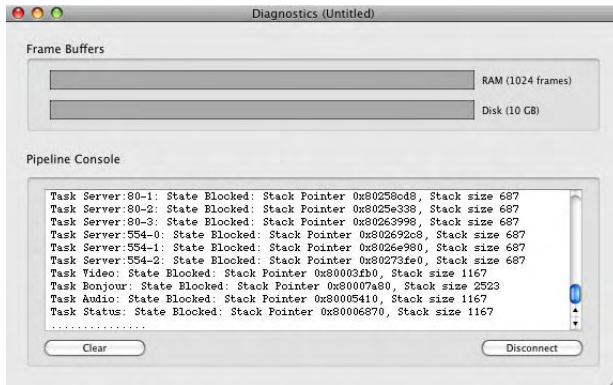 Diagnostics (Untitled)
Frame Buffers
RAM (1024 frames)
Disk (10 GB)
Pipeline Console
Task Server:80-1: State Blocked: Stack Pointer 0x80258cd8, Stack size 687
Task Server:80-2: State Blocked: Stack Pointer 0x8025e338, Stack size 687
Task Server:80-3: State Blocked: Stack Pointer 0x80263998, Stack size 687
Task Server:554-0: State Blocked: Stack Pointer 0x802692c8, Stack size 687
Task Server:554-1: State Blocked: Stack Pointer 0x8026e980, Stack size 687
Task Server:554-2: State Blocked: Stack Pointer 0x80273fe0, Stack size 687
Task Video: State Blocked: Stack Pointer 0x80003fb0, Stack size 1167
Task Bonjour: State Blocked: Stack Pointer 0x80007a80, Stack size 2523
Task Audio: State Blocked: Stack Pointer 0x80005410, Stack size 1167
Task Status: State Blocked: Stack Pointer 0x80006870, Stack size 1167
...............
Clear
Disconnect